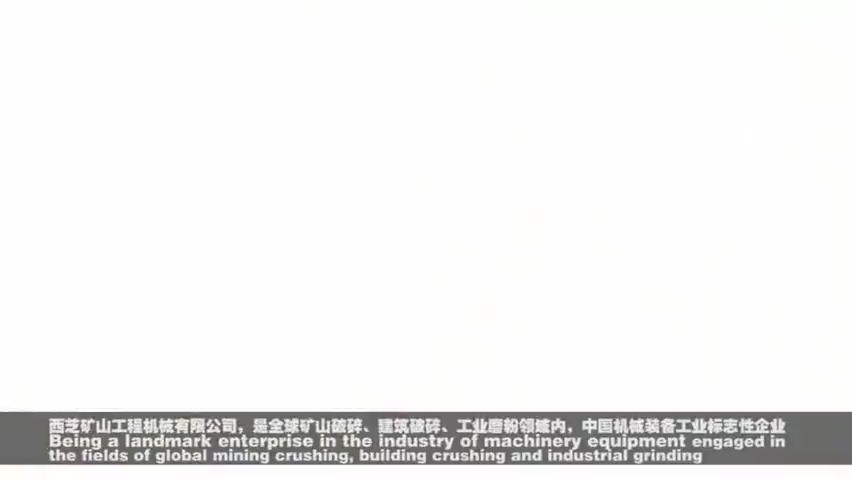 西芝矿山工程机械有限公司，是全球矿山破碎、建筑破碎、工业磨粉领域内，中国机械装备工业标志性企业
Being a landmark enterprise in the industry of machinery equipment engaged in
the fields of global mining crushing, building crushing and industrial grinding